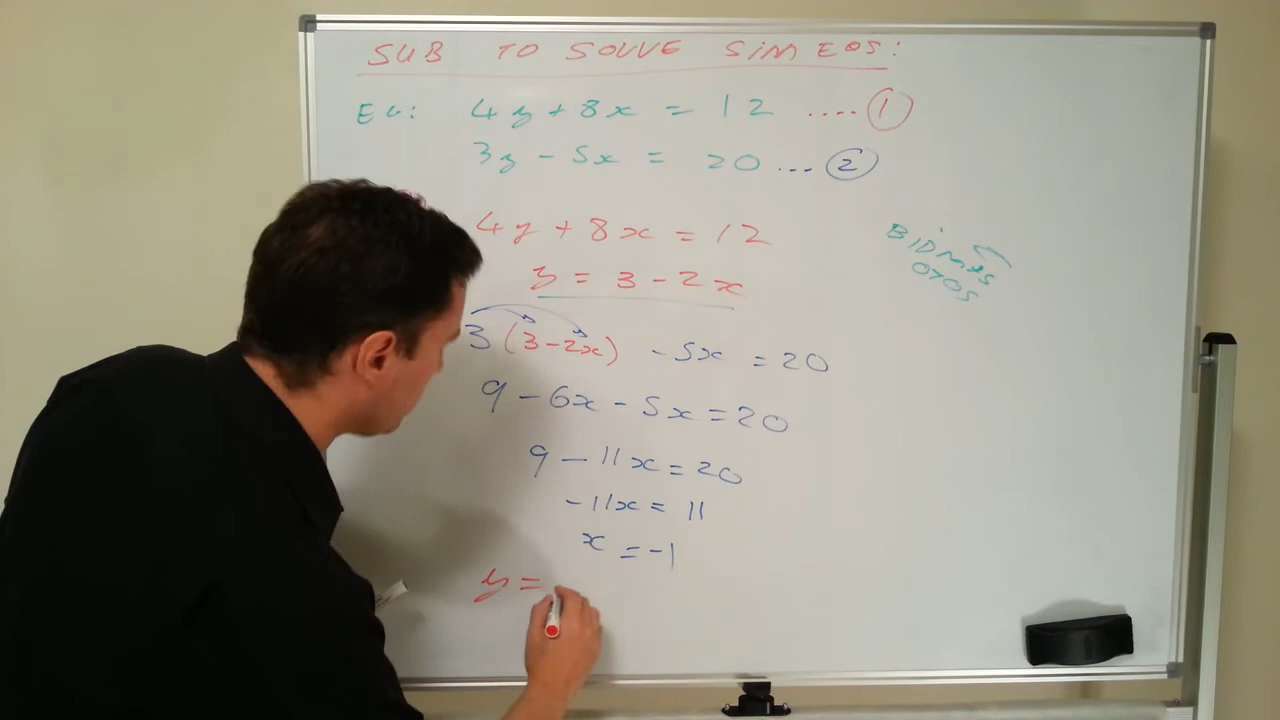 SUB TO SOLVE SIM EQS:
EG: 4y + 8x = 12 .... 1
3y - 5x = 20 ... 2
4y + 8x = 12
y = 3 - 2x
BIDMAS
3(3-2x) - 5x = 20
9 - 6x - 5x = 20
9 - 11x = 20
-11x = 11
x = -1
y =